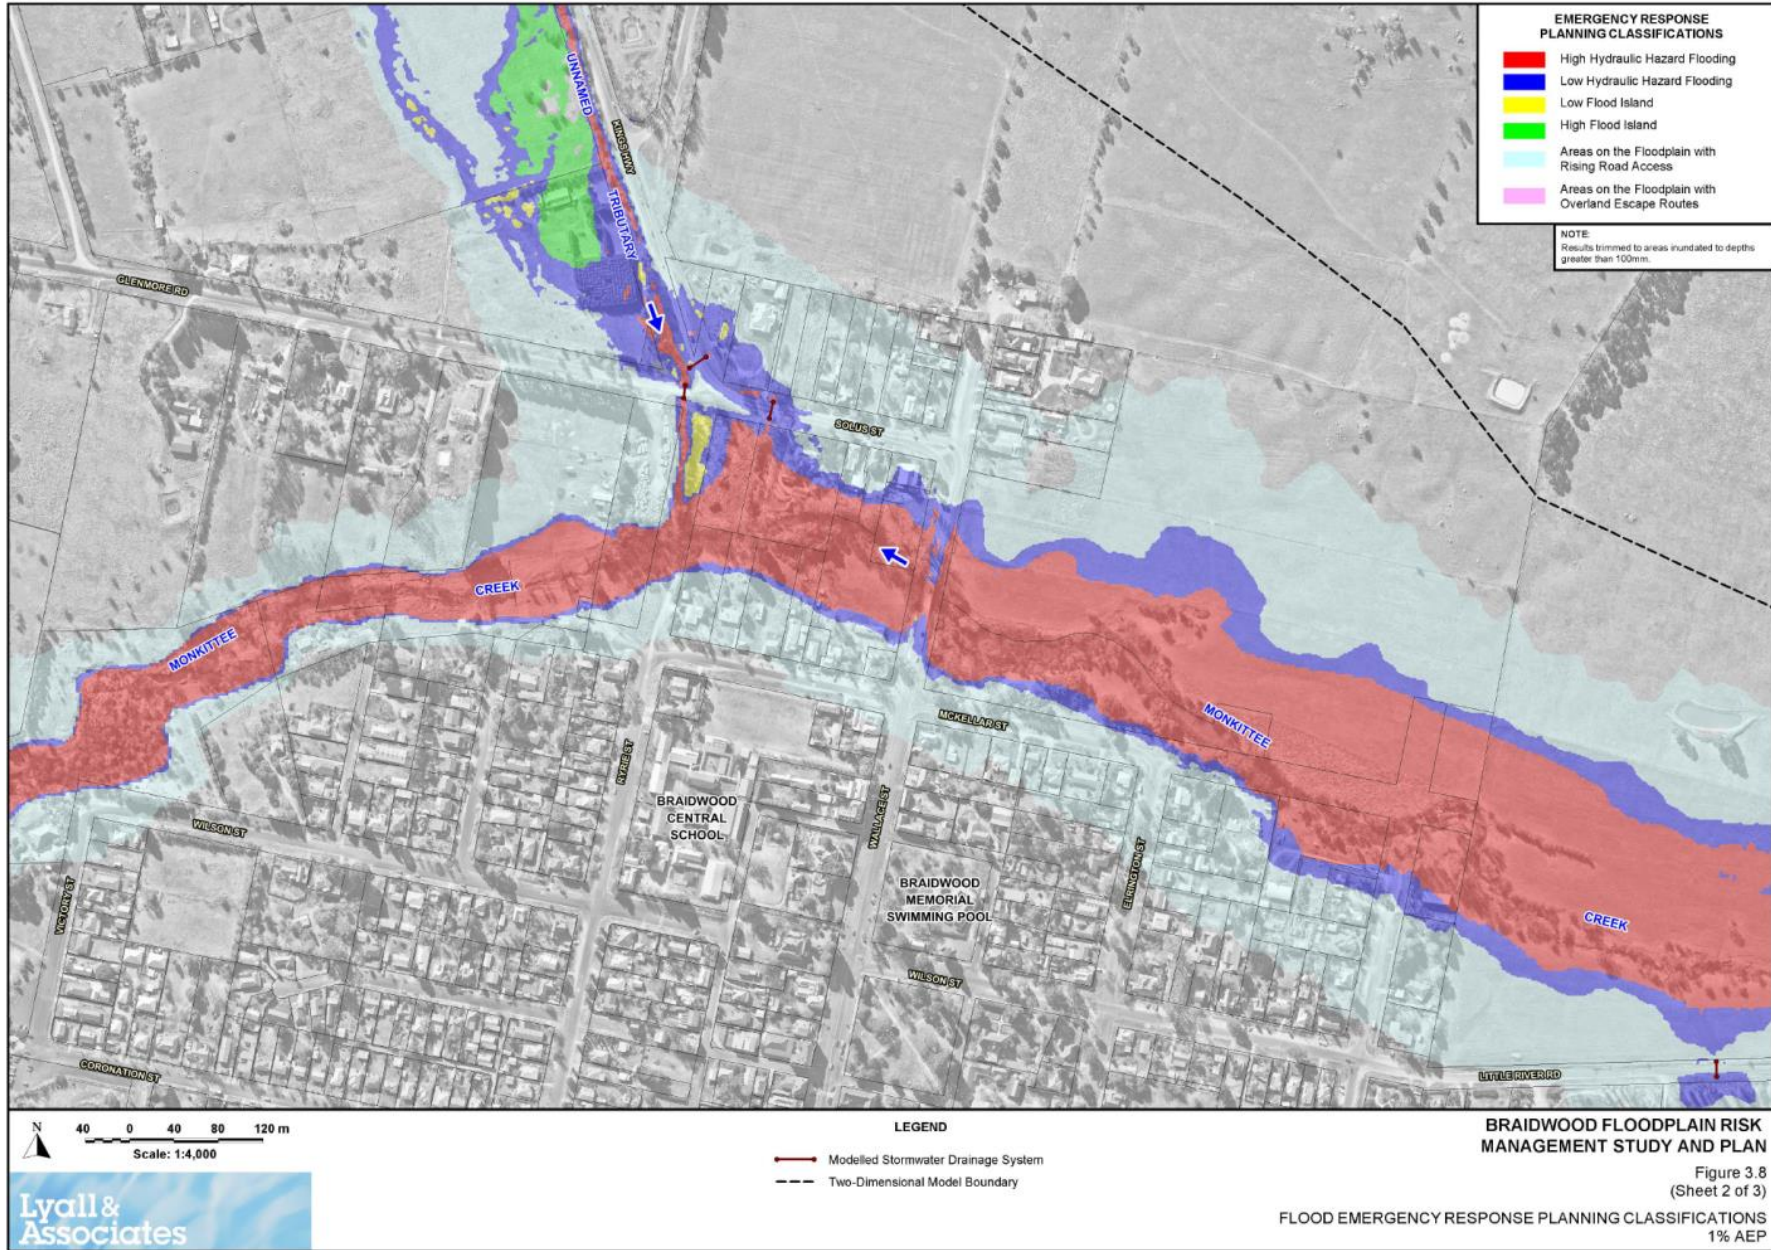 EMERGENCY RESPONSE
PLANNING CLASSIFICATIONS
High Hydraulic Hazard Flooding
Low Hydraulic Hazard Flooding
Low Flood Island
High Flood Island
Areas on the Floodplain with
Rising Road Access
Areas on the Floodplain with
Overland Escape Routes
NOTE:
Results trimmed to areas inundated to depths
greater than 100mm.
UNNAMED
TRIBUTARY
KINGS HWY
GLENMORE RD
SOLUS ST
CREEK
MONKITTEE
MONKITTEE
CREEK
MCKELLAR ST
RYRIE ST
WALLACE ST
ELRINGTON ST
BRAIDWOOD
CENTRAL
SCHOOL
BRAIDWOOD
MEMORIAL
SWIMMING POOL
WILSON ST
WILSON ST
VICTORY ST
CORONATION ST
LITTLE RIVER RD
N
40 0 40 80 120 m
Scale: 1:4,000
Lyall &
Associates
LEGEND
Modelled Stormwater Drainage System
Two-Dimensional Model Boundary
BRAIDWOOD FLOODPLAIN RISK
MANAGEMENT STUDY AND PLAN
Figure 3.8
(Sheet 2 of 3)
FLOOD EMERGENCY RESPONSE PLANNING CLASSIFICATIONS
1% AEP